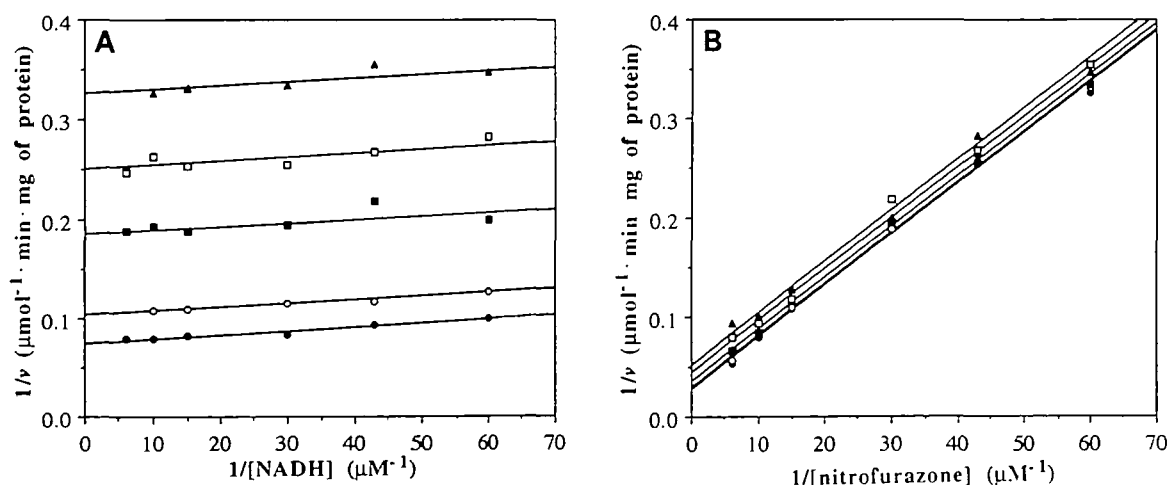 A
0.4
0.3
0.2
0.1
0.0
0 10 20 30 40 50 60 70
1/[NADH] (µM⁻¹)
1/v (µmol⁻¹· min· mg of protein)
B
0.4
0.3
0.2
0.1
0.0
0 10 20 30 40 50 60 70
1/[nitrofurazone] (µM⁻¹)
1/v (µmol⁻¹· min mg of protein)